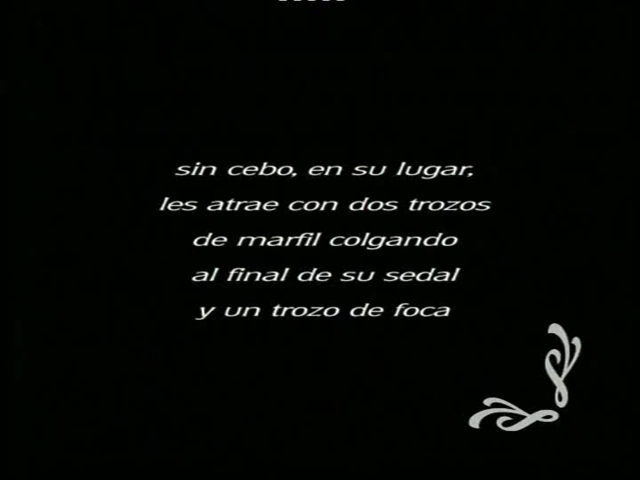 sin cebo, en su lugar,
les atrae con dos trozos
de marfil colgando
al final de su sedal
y un trozo de foca